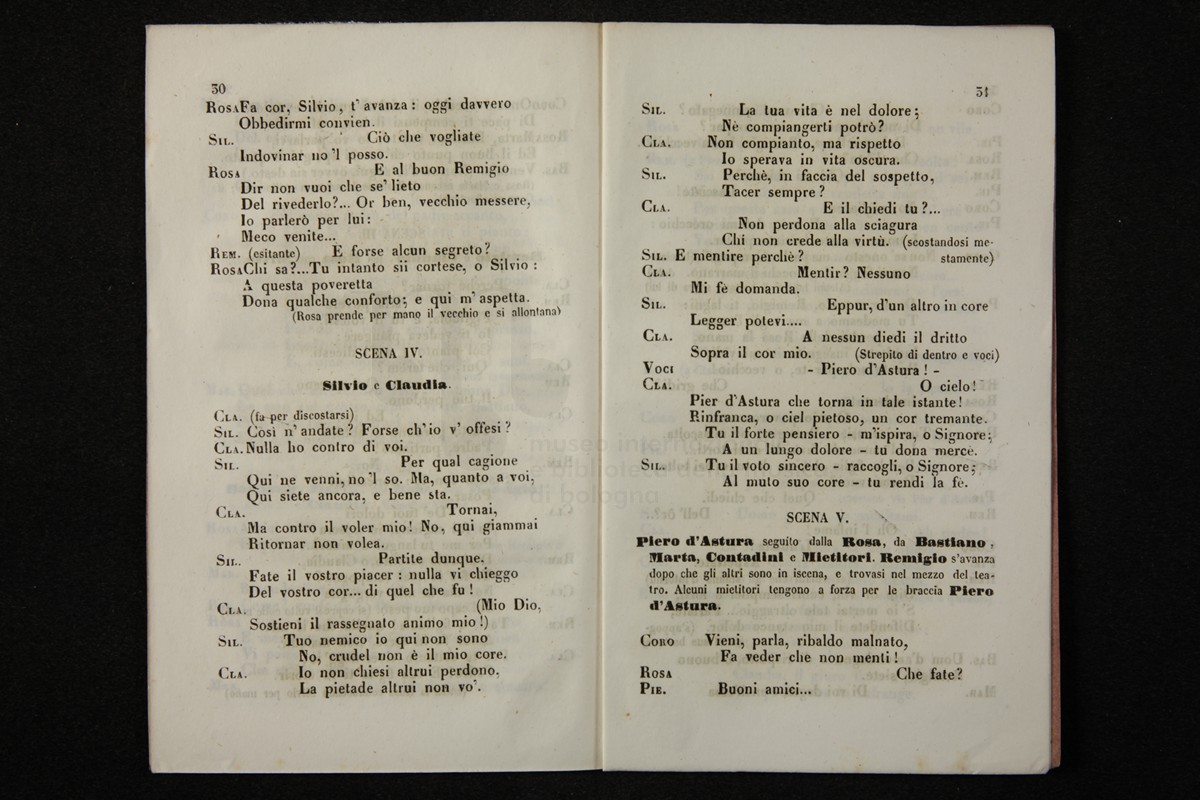 30
ROSA Fa cor, Silvio, t' avanza: oggi davvero
Obbedirmi convien.
SIL. Ciò che vogliate
Indovinar no 'l posso.
ROSA E al buon Remigio
Dir non vuoi che se' lieto
Del rivederlo?... Or ben, vecchio messere,
Io parlerò per lui:
Meco venite...
REM. (esitante) E forse alcun segreto?
ROSA Chi sa?...Tu intanto sii cortese, o Silvio:
A questa poveretta
Dona qualche conforto; e qui m' aspetta.
(Rosa prende per mano il vecchio e si allontana)
SCENA IV.
Silvio e Claudia.
CLA. (fa per discostarsi)
SIL. Così n' andate? Forse ch'io v' offesi?
CLA. Nulla ho contro di voi.
SIL. Per qual cagione
Qui ne venni, no 'l so. Ma, quanto a voi,
Qui siete ancora, e bene sta.
CLA. Tornai,
Ma contro il voler mio! No, qui giammai
Ritornar non volea.
SIL. Partite dunque.
Fate il vostro piacer: nulla vi chieggo
Del vostro cor... di quel che fu!
CLA. (Mio Dio,
Sostieni il rassegnato animo mio!)
SIL. Tuo nemico io qui non sono
No, crudel non è il mio core.
CLA. Io non chiesi altrui perdono,
La pietade altrui non vo'.
31
SIL. La tua vita è nel dolore;
Nè compiangerti potrò?
CLA. Non compianto, ma rispetto
Io sperava in vita oscura.
SIL. Perchè, in faccia del sospetto,
Tacer sempre?
CLA. E il chiedi tu?...
Non perdona alla sciagura
Chi non crede alla virtù. (scostandosi me-
SIL. E mentire perchè? stamente)
CLA. Mentir? Nessuno
Mi fe domanda.
SIL. Eppur, d'un altro in core
Legger potevi....
CLA. A nessun diedi il dritto
Sopra il cor mio. (Strepito di dentro e voci)
VOCI - Piero d'Astura! -
CLA. O cielo!
Pier d'Astura che torna in tale istante!
Rinfranca, o ciel pietoso, un cor tremante.
Tu il forte pensiero - m'ispira, o Signore;
A un lungo dolore - tu dona mercè.
SIL. Tu il voto sincero - raccogli, o Signore;
Al muto suo core - tu rendi la fè.
SCENA V.
Piero d'Astura seguito dalla Rosa, da Bastiano,
Marta, Contadini e Mietitori. Remigio s'avanza
dopo che gli altri sono in iscena, e trovasi nel mezzo del tea-
tro. Alcuni mietitori tengono a forza per le braccia Piero
d'Astura.
CORO Vieni, parla, ribaldo malnato,
Fa veder che non menti!
ROSA Che fate?
PIE. Buoni amici...